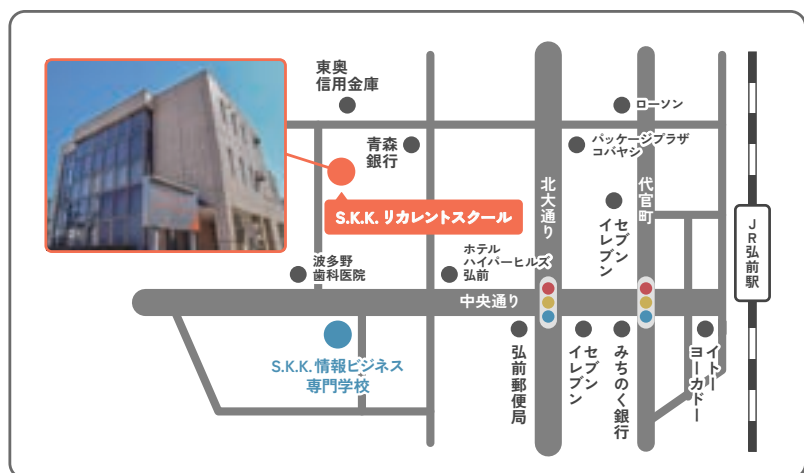 東奥
信用金庫
ローソン
青森
銀行
パッケージプラザ
コバヤシ
S.K.K. リカレントスクール
北大通り
代官町
セブン
イレブン
JR弘前駅
波多野
歯科医院
ホテル
ハイパーヒルズ
弘前
中央通り
S.K.K. 情報ビジネス
専門学校
弘前郵便局
セブン
イレブン
みちのく銀行
イトー
ヨーカドー